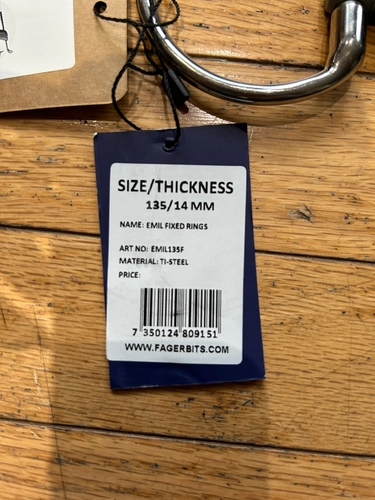 SIZE/THICKNESS
135/14 MM
NAME: EMIL FIXED RINGS
ART NO: EMIL135F
MATERIAL: TI-STEEL
PRICE:
7 350124 809151
WWW.FAGERBITS.COM